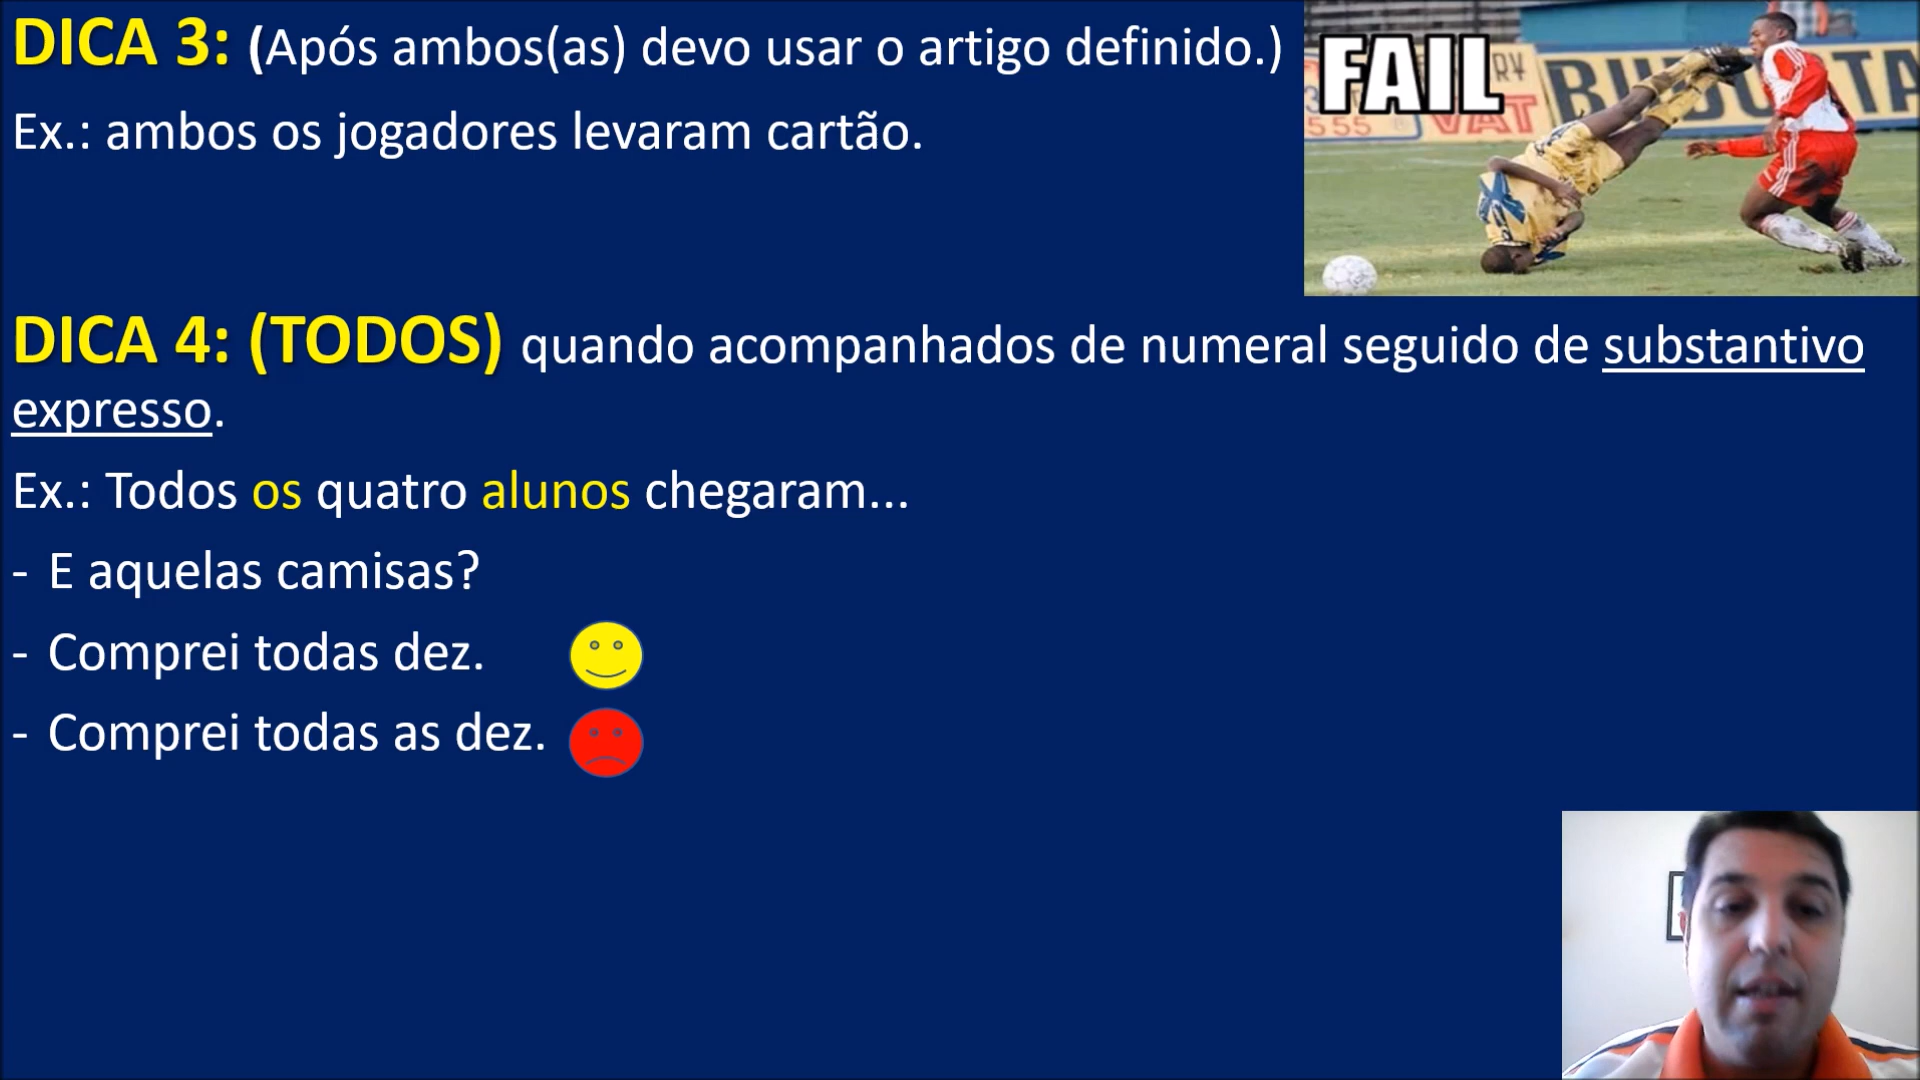 DICA 3: (Após ambos(as) devo usar o artigo definido.)
Ex.: ambos os jogadores levaram cartão.
FAIL
VAT
555
DICA 4: (TODOS) quando acompanhados de numeral seguido de substantivo
expresso.
Ex.: Todos os quatro alunos chegaram...
- E aquelas camisas?
- Comprei todas dez.
- Comprei todas as dez.